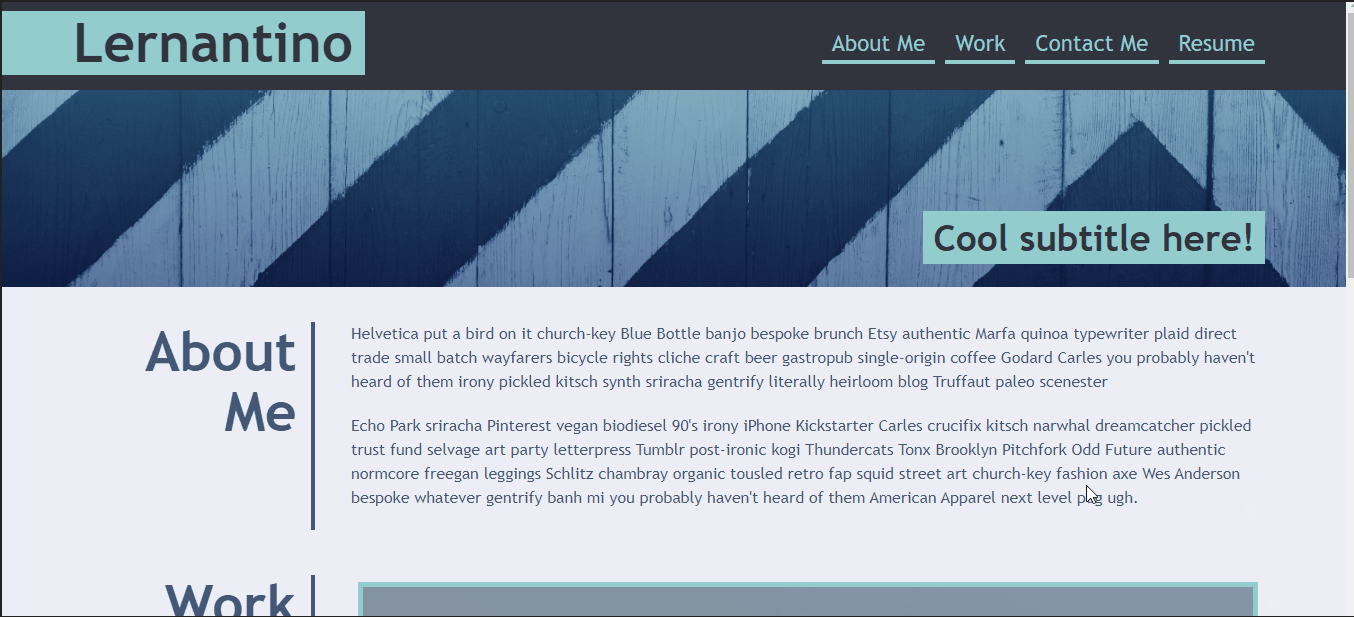 Lernantino
About Me Work Contact Me Resume
Cool subtitle here!
About
Me
Helvetica put a bird on it church-key Blue Bottle banjo bespoke brunch Etsy authentic Marfa quinoa typewriter plaid direct
trade small batch wayfarers bicycle rights cliche craft beer gastropub single-origin coffee Godard Carles you probably haven't
heard of them irony pickled kitsch synth sriracha gentrify literally heirloom blog Truffaut paleo scenester
Echo Park sriracha Pinterest vegan biodiesel 90's irony iPhone Kickstarter Carles crucifix kitsch narwhal dreamcatcher pickled
trust fund selvage art party letterpress Tumblr post-ironic kogi Thundercats Tonx Brooklyn Pitchfork Odd Future authentic
normcore freegan leggings Schlitz chambray organic tousled retro fap squid street art church-key fashion axe Wes Anderson
bespoke whatever gentrify banh mi you probably haven't heard of them American Apparel next level ugh.
Work